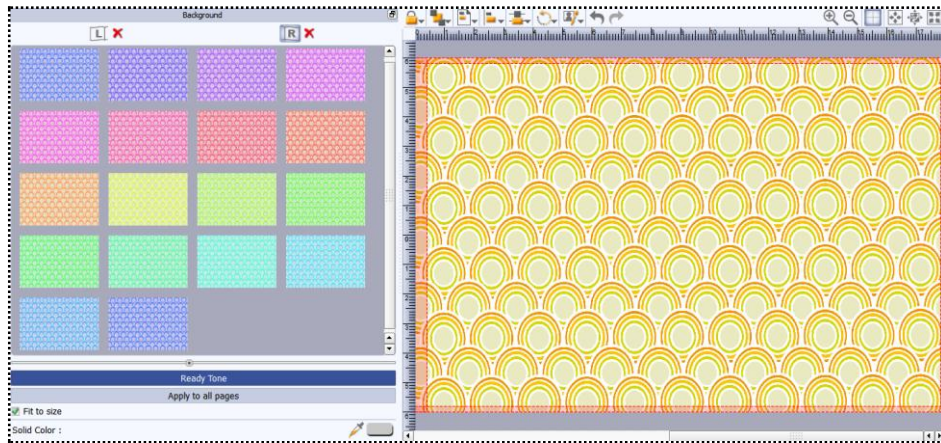 Background
L
R
Ready Tone
Apply to all pages
Fit to size
Solid Color :